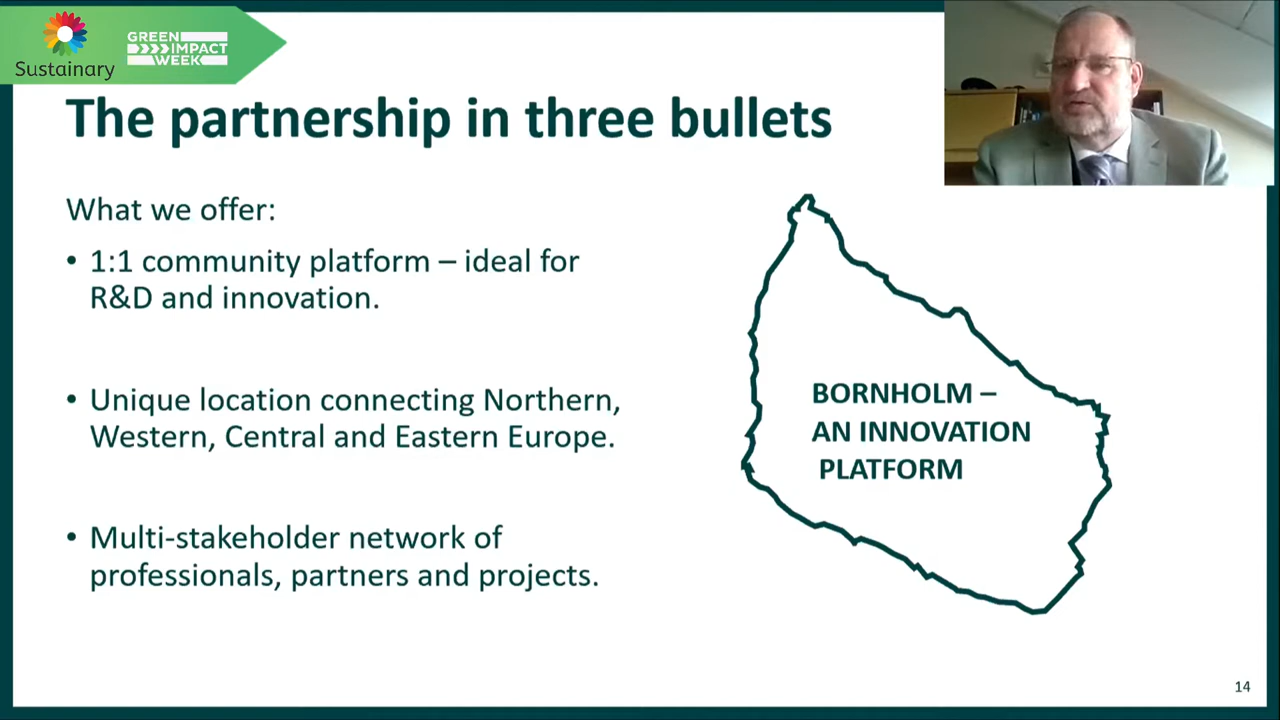 Sustainary
GREEN
IMPACT
WEEK
The partnership in three bullets
What we offer:
• 1:1 community platform – ideal for
R&D and innovation.
• Unique location connecting Northern,
Western, Central and Eastern Europe.
• Multi-stakeholder network of
professionals, partners and projects.
BORNHOLM –
AN INNOVATION
PLATFORM
14